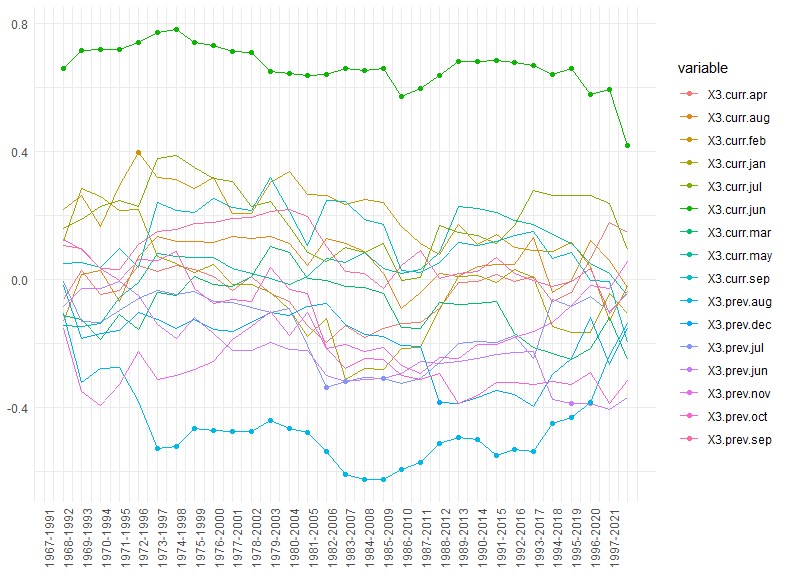 0.8
0.4
0.0
-0.4
1967-1991
1968-1992
1969-1993
1970-1994
1971-1995
1972-1996
1973-1997
1974-1998
1975-1999
1976-2000
1977-2001
1978-2002
1979-2003
1980-2004
1981-2005
1982-2006
1983-2007
1984-2008
1985-2009
1986-2010
1987-2011
1988-2012
1989-2013
1990-2014
1991-2015
1992-2016
1993-2017
1994-2018
1995-2019
1996-2020
1997-2021
variable
X3.curr.apr
X3.curr.aug
X3.curr.feb
X3.curr.jan
X3.curr.jul
X3.curr.jun
X3.curr.mar
X3.curr.may
X3.curr.sep
X3.prev.aug
X3.prev.dec
X3.prev.jul
X3.prev.jun
X3.prev.nov
X3.prev.oct
X3.prev.sep